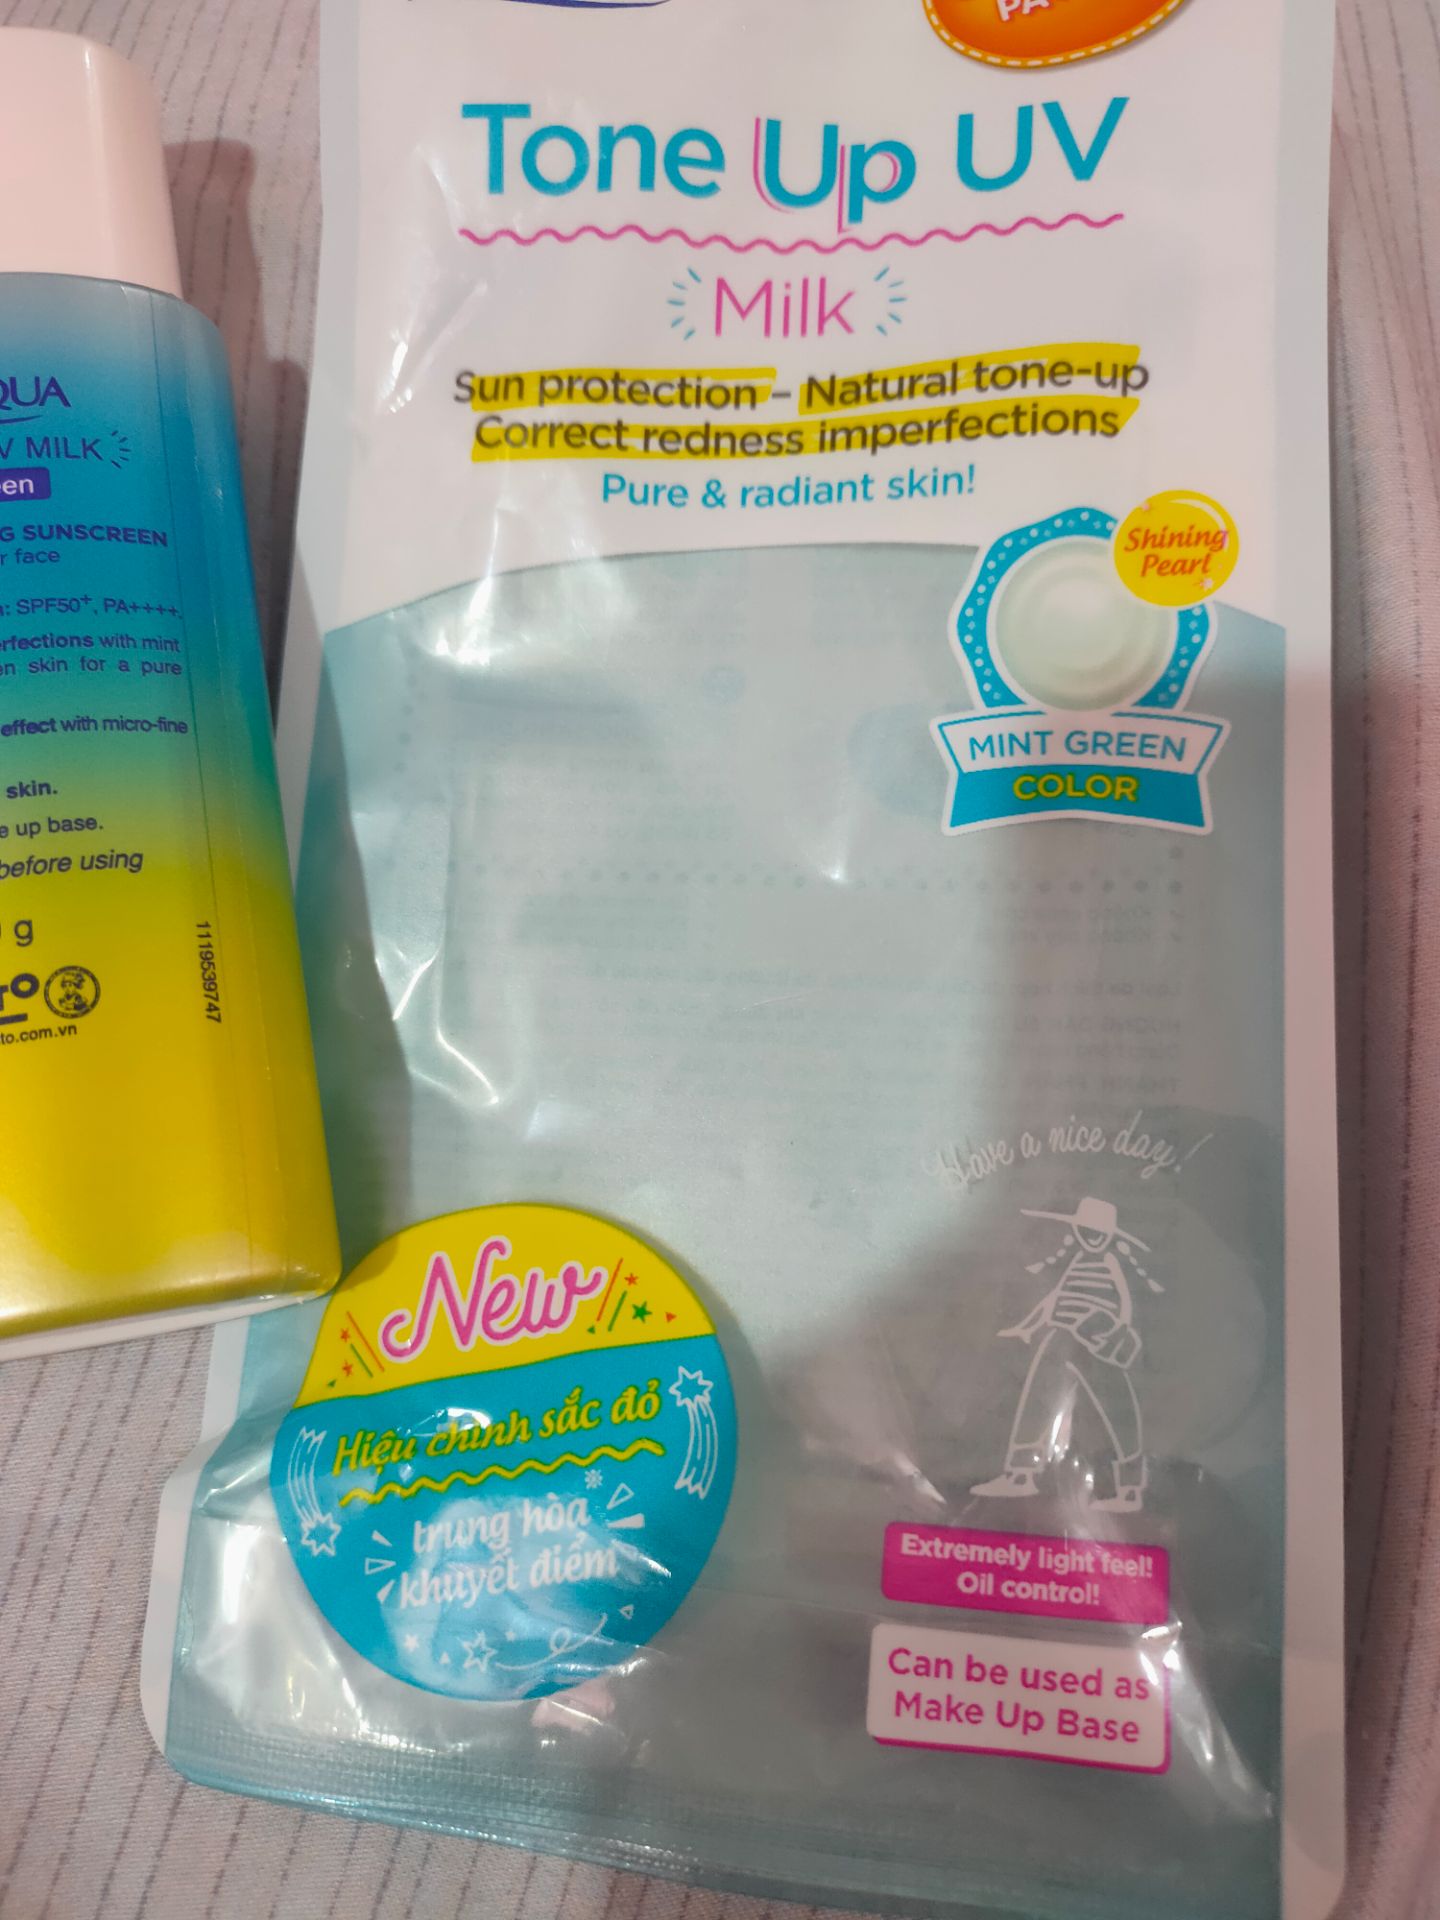 PA
Tone Up UV
Milk
Sun protection – Natural tone-up
Correct redness imperfections
Pure & radiant skin!
Shining
Pearl
MINT GREEN
COLOR
Have a nice day!
New
Hiệu chỉnh sắc đỏ
trung hòa※
khuyết điểm
Extremely light feel!
Oil control!
Can be used as
Make Up Base
QUA
V MILK
een
G SUNSCREEN
r face
: SPF50+, PA++++.
rfections with mint
en skin for a pure
effect with micro-fine
skin.
e up base.
before using
g
to.com.vn
1119539747